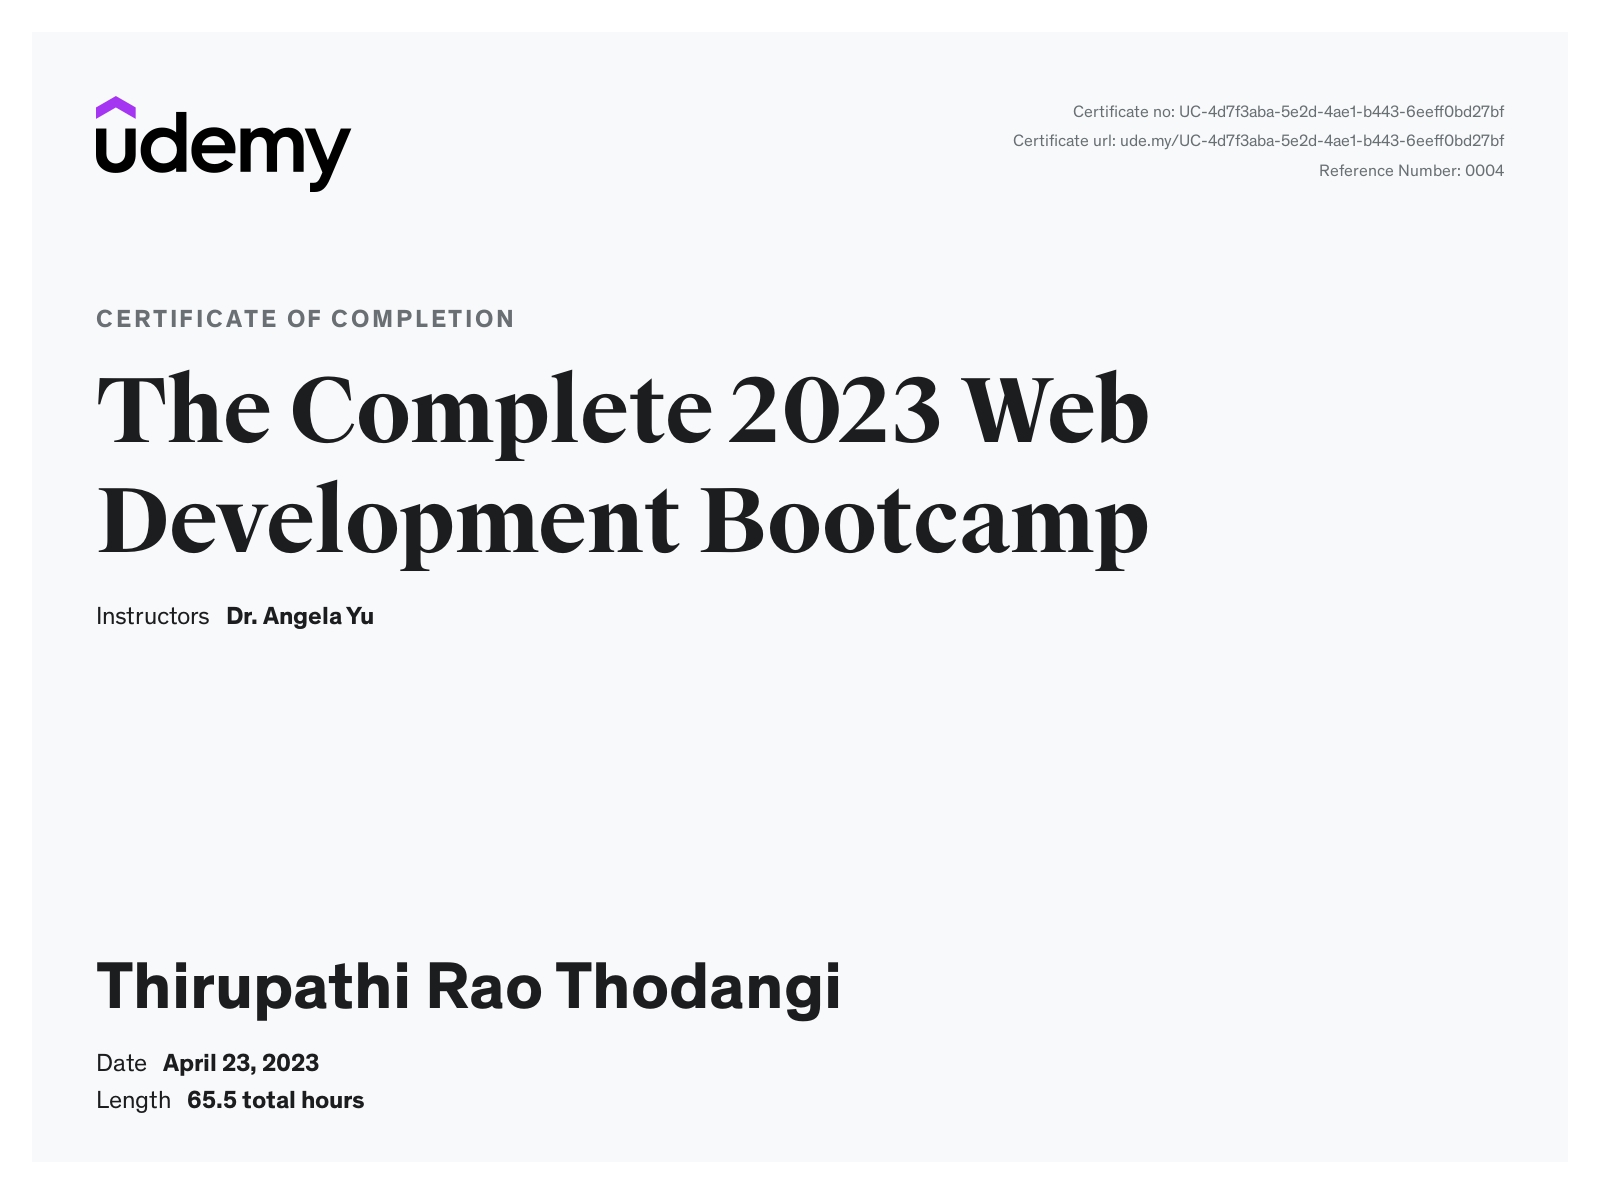 udemy
Certificate no: UC-4d7f3aba-5e2d-4ae1-b443-6eeff0bd27bf
Certificate url: ude.my/UC-4d7f3aba-5e2d-4ae1-b443-6eeff0bd27bf
Reference Number: 0004
CERTIFICATE OF COMPLETION
The Complete 2023 Web
Development Bootcamp
Instructors Dr. Angela Yu
Thirupathi Rao Thodangi
Date April 23, 2023
Length 65.5 total hours